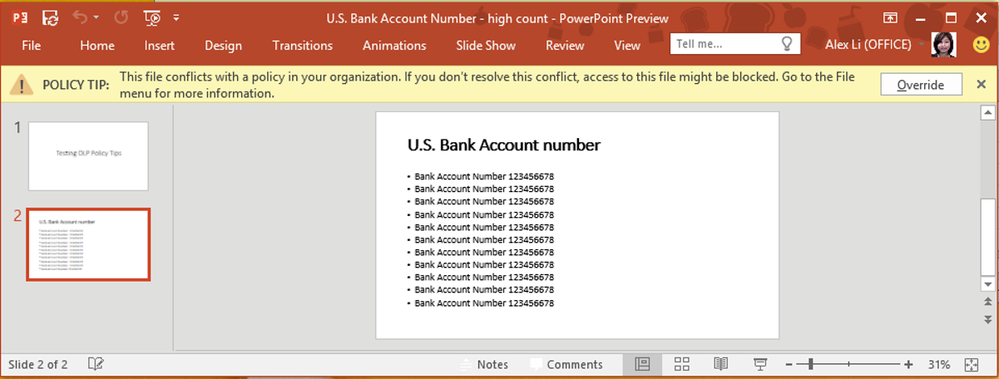 U.S. Bank Account Number - high count - PowerPoint Preview
File Home Insert Design Transitions Animations Slide Show Review View Tell me... Alex Li (OFFICE)
POLICY TIP: This file conflicts with a policy in your organization. If you don't resolve this conflict, access to this file might be blocked. Go to the File
menu for more information.
Override
1
Testing DLP Policy Tips
2
U.S. Bank Account number
U.S. Bank Account number
• Bank Account Number 123456678
• Bank Account Number 123456678
• Bank Account Number 123456678
• Bank Account Number 123456678
• Bank Account Number 123456678
• Bank Account Number 123456678
• Bank Account Number 123456678
• Bank Account Number 123456678
• Bank Account Number 123456678
• Bank Account Number 123456678
• Bank Account Number 123456678
Slide 2 of 2 Notes Comments 31%